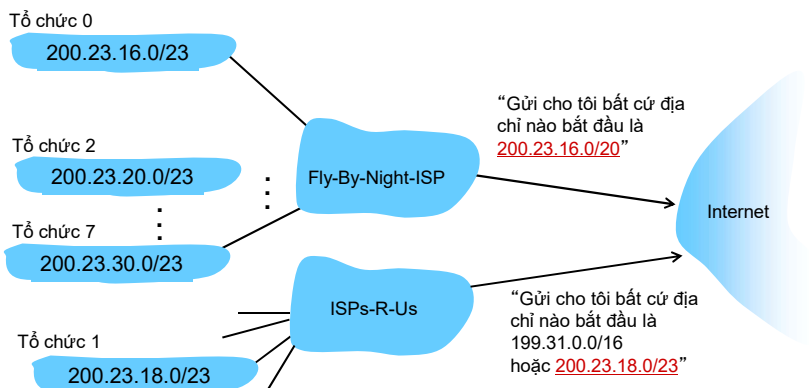 Tổ chức 0
200.23.16.0/23
Tổ chức 2
200.23.20.0/23
Tổ chức 7
200.23.30.0/23
Fly-By-Night-ISP
“Gửi cho tôi bất cứ địa
chỉ nào bắt đầu là
200.23.16.0/20”
Internet
ISPs-R-Us
“Gửi cho tôi bất cứ địa
chỉ nào bắt đầu là
199.31.0.0/16
hoặc 200.23.18.0/23”
Tổ chức 1
200.23.18.0/23